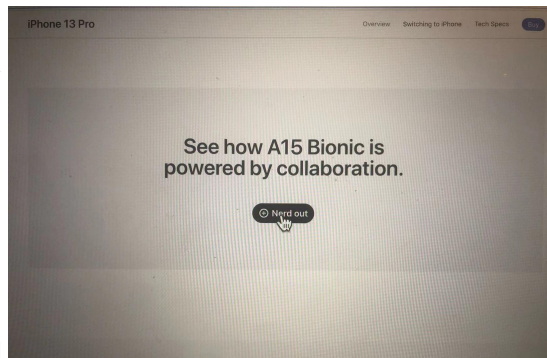 iPhone 13 Pro
Overview Switching to iPhone Tech Specs Buy
See how A15 Bionic is
powered by collaboration.
Nerd out